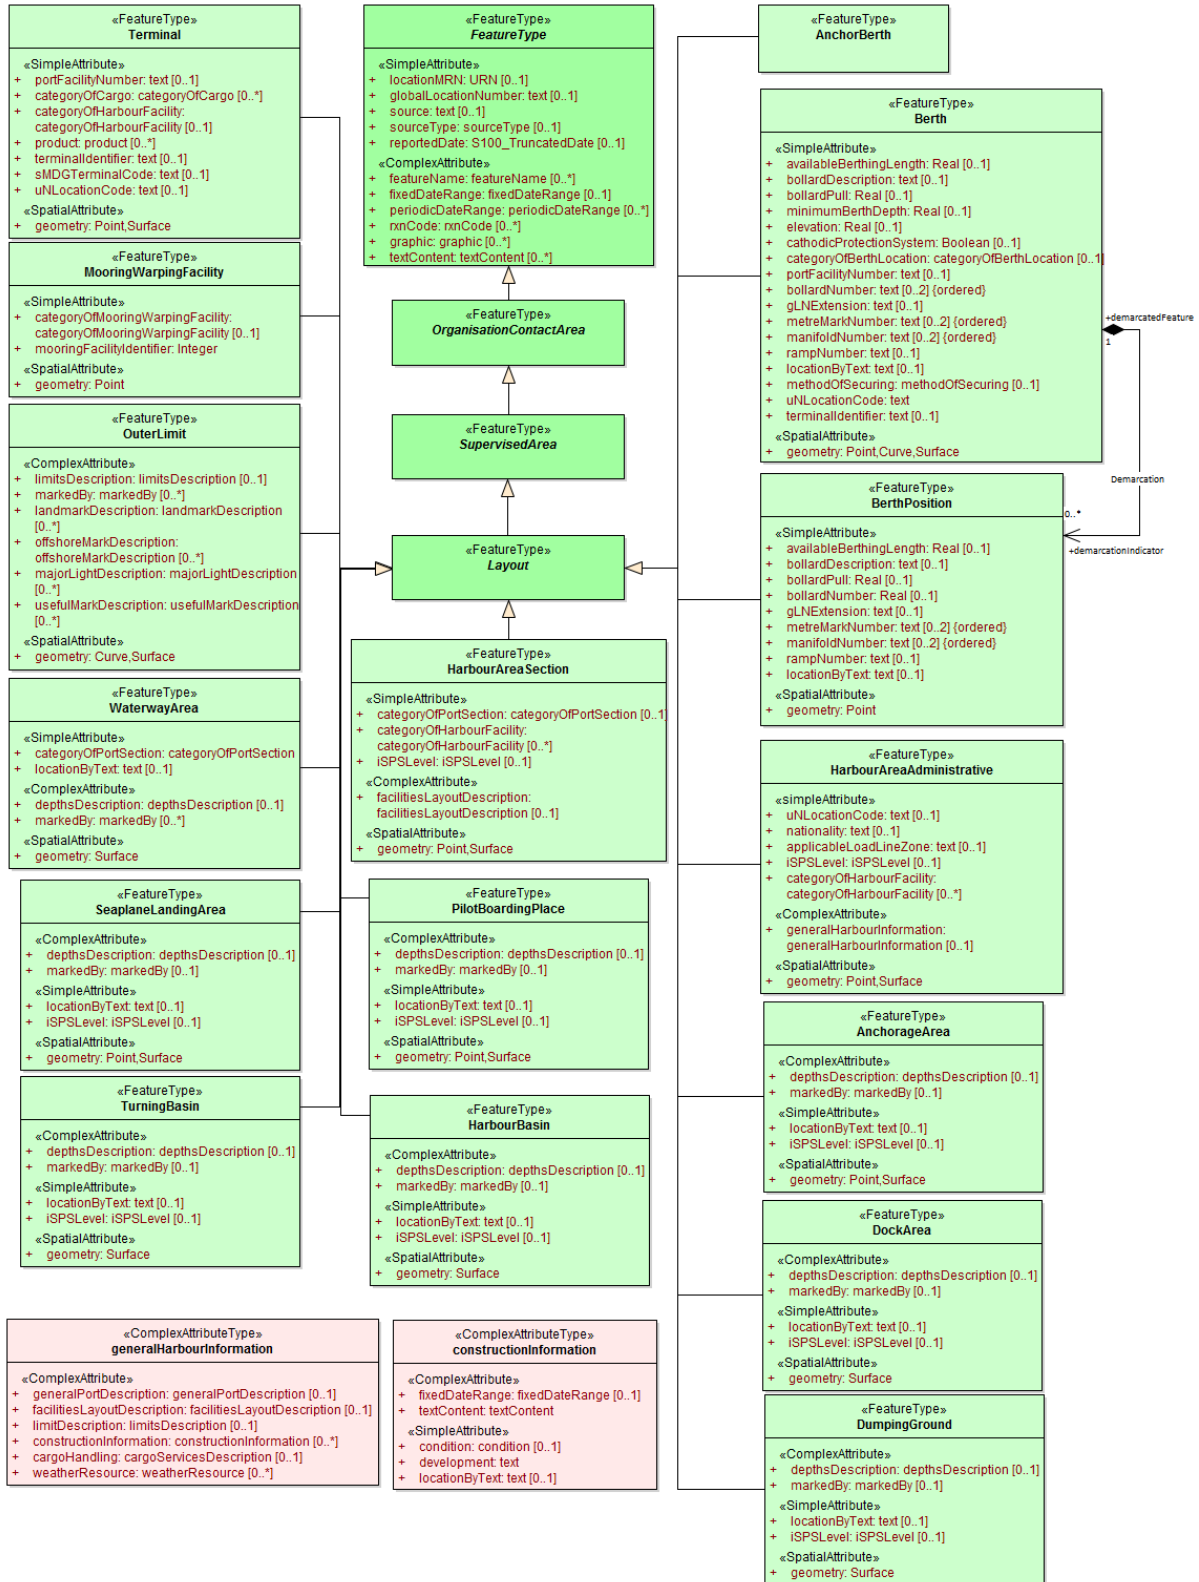 «FeatureType»
Terminal
«SimpleAttribute»
+ portFacilityNumber: text [0..1]
+ categoryOfCargo: categoryOfCargo [0..*]
+ categoryOfHarbourFacility:
categoryOfHarbourFacility [0..1]
+ product: product [0..*]
+ terminalIdentifier: text [0..1]
+ sMDGTerminalCode: text [0..1]
+ uNLocationCode: text [0..1]
«SpatialAttribute»
+ geometry: Point,Surface
«FeatureType»
MooringWarpingFacility
«SimpleAttribute»
+ categoryOfMooringWarpingFacility:
categoryOfMooringWarpingFacility [0..1]
+ mooringFacilityIdentifier: Integer
«SpatialAttribute»
+ geometry: Point
«FeatureType»
OuterLimit
«ComplexAttribute»
+ limitsDescription: limitsDescription [0..1]
+ markedBy: markedBy [0..*]
+ landmarkDescription: landmarkDescription
[0..*]
+ offshoreMarkDescription:
offshoreMarkDescription [0..*]
+ majorLightDescription: majorLightDescription
[0..*]
+ usefulMarkDescription: usefulMarkDescription
[0..*]
«SpatialAttribute»
+ geometry: Curve,Surface
«FeatureType»
WaterwayArea
«SimpleAttribute»
+ categoryOfPortSection: categoryOfPortSection
+ locationByText: text [0..1]
«ComplexAttribute»
+ depthsDescription: depthsDescription [0..1]
+ markedBy: markedBy [0..*]
«SpatialAttribute»
+ geometry: Surface
«FeatureType»
SeaplaneLandingArea
«ComplexAttribute»
+ depthsDescription: depthsDescription [0..1]
+ markedBy: markedBy [0..1]
«SimpleAttribute»
+ locationByText: text [0..1]
+ iSPSLevel: iSPSLevel [0..1]
«SpatialAttribute»
+ geometry: Point,Surface
«FeatureType»
TurningBasin
«ComplexAttribute»
+ depthsDescription: depthsDescription [0..1]
+ markedBy: markedBy [0..1]
«SimpleAttribute»
+ locationByText: text [0..1]
+ iSPSLevel: iSPSLevel [0..1]
«SpatialAttribute»
+ geometry: Surface
«FeatureType»
FeatureType
«SimpleAttribute»
+ locationMRN: URN [0..1]
+ globalLocationNumber: text [0..1]
+ source: text [0..1]
+ sourceType: sourceType [0..1]
+ reportedDate: S100_TruncatedDate [0..1]
«ComplexAttribute»
+ featureName: featureName [0..*]
+ fixedDateRange: fixedDateRange [0..1]
+ periodicDateRange: periodicDateRange [0..*]
+ rxnCode: rxnCode [0..*]
+ graphic: graphic [0..*]
+ textContent: textContent [0..*]
«FeatureType»
OrganisationContactArea
«FeatureType»
SupervisedArea
«FeatureType»
Layout
«FeatureType»
HarbourAreaSection
«SimpleAttribute»
+ categoryOfPortSection: categoryOfPortSection [0..1]
+ categoryOfHarbourFacility:
categoryOfHarbourFacility [0..*]
+ iSPSLevel: iSPSLevel [0..1]
«ComplexAttribute»
+ facilitiesLayoutDescription:
facilitiesLayoutDescription [0..1]
«SpatialAttribute»
+ geometry: Point,Surface
«FeatureType»
PilotBoardingPlace
«ComplexAttribute»
+ depthsDescription: depthsDescription [0..1]
+ markedBy: markedBy [0..1]
«SimpleAttribute»
+ locationByText: text [0..1]
+ iSPSLevel: iSPSLevel [0..1]
«SpatialAttribute»
+ geometry: Point,Surface
«FeatureType»
HarbourBasin
«ComplexAttribute»
+ depthsDescription: depthsDescription [0..1]
+ markedBy: markedBy [0..1]
«SimpleAttribute»
+ locationByText: text [0..1]
+ iSPSLevel: iSPSLevel [0..1]
«SpatialAttribute»
+ geometry: Surface
«FeatureType»
AnchorBerth
«FeatureType»
Berth
«SimpleAttribute»
+ availableBerthingLength: Real [0..1]
+ bollardDescription: text [0..1]
+ bollardPull: Real [0..1]
+ minimumBerthDepth: Real [0..1]
+ elevation: Real [0..1]
+ cathodicProtectionSystem: Boolean [0..1]
+ categoryOfBerthLocation: categoryOfBerthLocation [0..1]
+ portFacilityNumber: text [0..1]
+ bollardNumber: text [0..2] {ordered}
+ gLNExtension: text [0..1]
+ metreMarkNumber: text [0..2] {ordered}
+ manifoldNumber: text [0..2] {ordered}
+ rampNumber: text [0..1]
+ locationByText: text [0..1]
+ methodOfSecuring: methodOfSecuring [0..1]
+ uNLocationCode: text
+ terminalIdentifier: text [0..1]
«SpatialAttribute»
+ geometry: Point,Curve,Surface
+demarcatedFeature
1
Demarcation
0..*
+demarcationIndicator
«FeatureType»
BerthPosition
«SimpleAttribute»
+ availableBerthingLength: Real [0..1]
+ bollardDescription: text [0..1]
+ bollardPull: Real [0..1]
+ bollardNumber: Real [0..1]
+ gLNExtension: text [0..1]
+ metreMarkNumber: text [0..2] {ordered}
+ manifoldNumber: text [0..2] {ordered}
+ rampNumber: text [0..1]
+ locationByText: text [0..1]
«SpatialAttribute»
+ geometry: Point
«FeatureType»
HarbourAreaAdministrative
«simpleAttribute»
+ uNLocationCode: text [0..1]
+ nationality: text [0..1]
+ applicableLoadLineZone: text [0..1]
+ iSPSLevel: iSPSLevel [0..1]
+ categoryOfHarbourFacility:
categoryOfHarbourFacility [0..*]
«ComplexAttribute»
+ generalHarbourInformation:
generalHarbourInformation [0..1]
«SpatialAttribute»
+ geometry: Point,Surface
«FeatureType»
AnchorageArea
«ComplexAttribute»
+ depthsDescription: depthsDescription [0..1]
+ markedBy: markedBy [0..1]
«SimpleAttribute»
+ locationByText: text [0..1]
+ iSPSLevel: iSPSLevel [0..1]
«SpatialAttribute»
+ geometry: Point,Surface
«FeatureType»
DockArea
«ComplexAttribute»
+ depthsDescription: depthsDescription [0..1]
+ markedBy: markedBy [0..1]
«SimpleAttribute»
+ locationByText: text [0..1]
+ iSPSLevel: iSPSLevel [0..1]
«SpatialAttribute»
+ geometry: Surface
«FeatureType»
DumpingGround
«ComplexAttribute»
+ depthsDescription: depthsDescription [0..1]
+ markedBy: markedBy [0..1]
«SimpleAttribute»
+ locationByText: text [0..1]
+ iSPSLevel: iSPSLevel [0..1]
«SpatialAttribute»
+ geometry: Surface
«ComplexAttributeType»
generalHarbourInformation
«ComplexAttribute»
+ generalPortDescription: generalPortDescription [0..1]
+ facilitiesLayoutDescription: facilitiesLayoutDescription [0..1]
+ limitDescription: limitsDescription [0..1]
+ constructionInformation: constructionInformation [0..*]
+ cargoHandling: cargoServicesDescription [0..1]
+ weatherResource: weatherResource [0..*]
«ComplexAttributeType»
constructionInformation
«ComplexAttribute»
+ fixedDateRange: fixedDateRange [0..1]
+ textContent: textContent
«SimpleAttribute»
+ condition: condition [0..1]
+ development: text
+ locationByText: text [0..1]